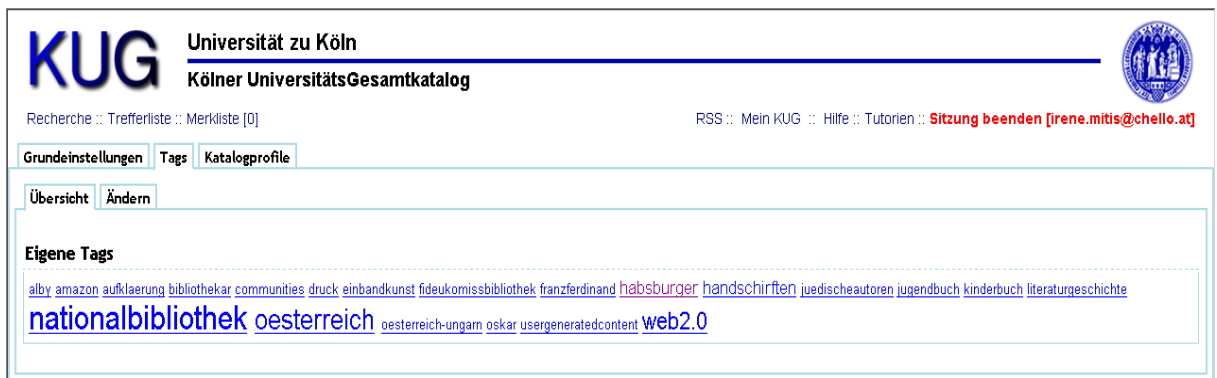 KUG
Universität zu Köln
Kölner UniversitätsGesamtkatalog
Recherche :: Trefferliste :: Merkliste [0]
RSS :: Mein KUG :: Hilfe :: Tutorien :: Sitzung beenden [irene.mitis@chello.at]
Grundeinstellungen Tags Katalogprofile
Übersicht Ändern
Eigene Tags
alby amazon aufklaerung bibliothekar communities druck einbandkunst fideukomissbibliothek franzferdinand habsburger handschirften juedischeautoren jugendbuch kinderbuch literaturgeschichte
nationalbibliothek oesterreich oesterreich-ungarn oskar usergeneratedcontent web2.0